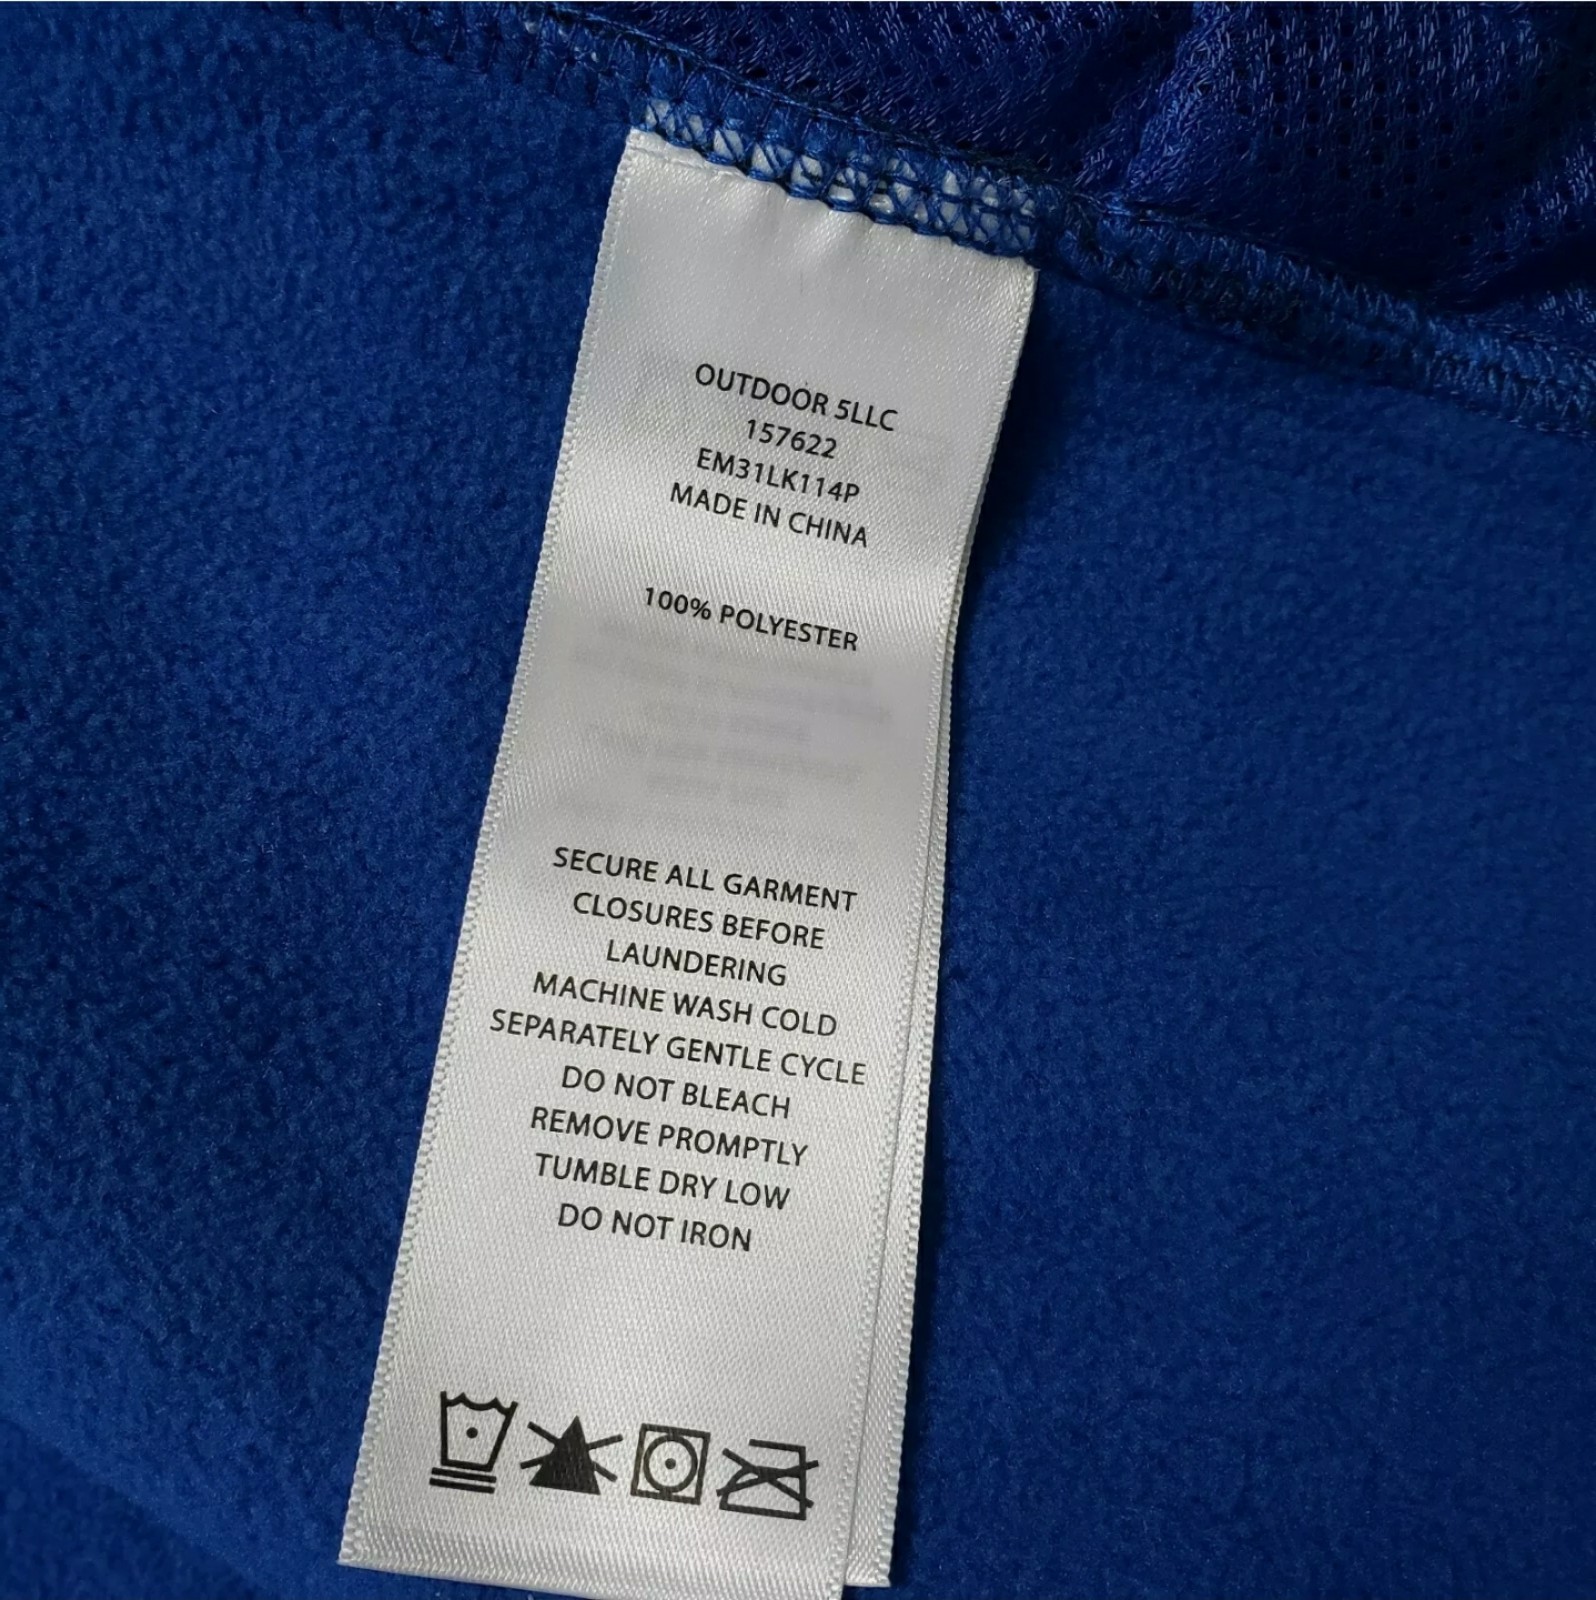 OUTDOOR 5LLC
157622
EM31LK114P
MADE IN CHINA
100% POLYESTER
SECURE ALL GARMENT
CLOSURES BEFORE
LAUNDERING
MACHINE WASH COLD
SEPARATELY GENTLE CYCLE
DO NOT BLEACH
REMOVE PROMPTLY
TUMBLE DRY LOW
DO NOT IRON